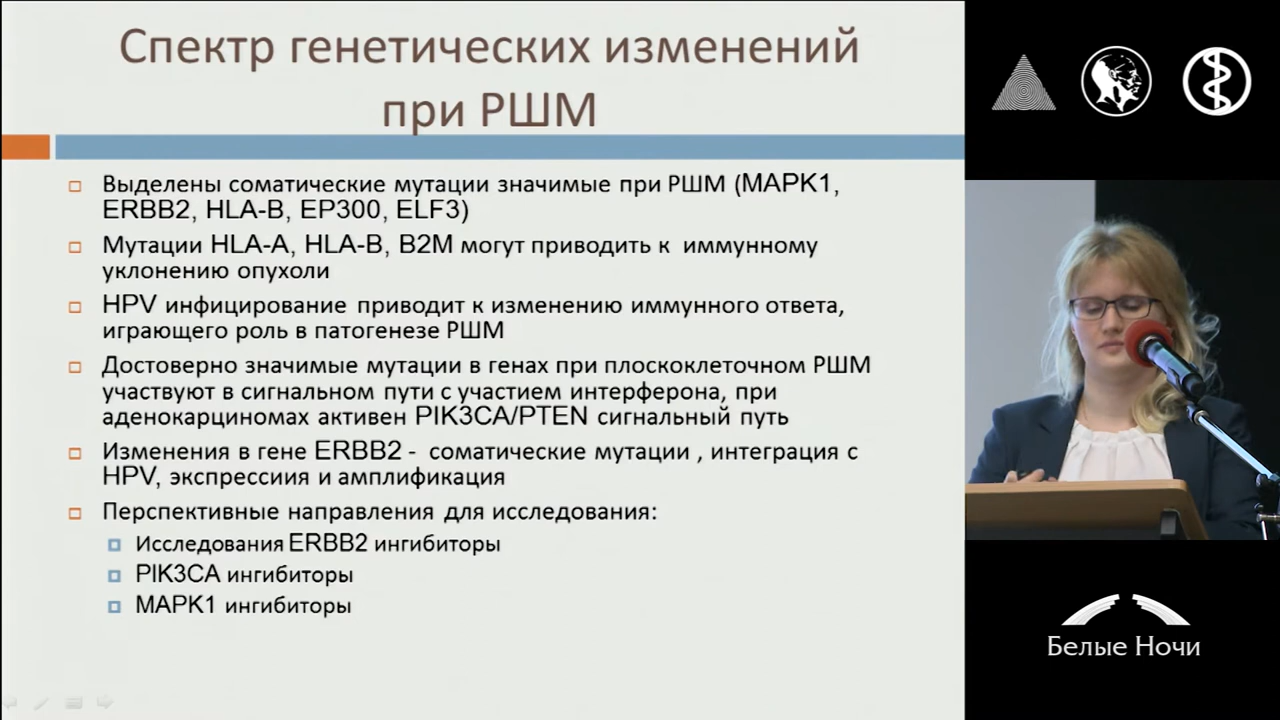 Спектр генетических изменений
при РШМ
Выделены соматические мутации значимые при РШМ (MAPK1,
ERBB2, HLA-B, EP300, ELF3)
Мутации HLA-A, HLA-B, B2M могут приводить к иммунному
уклонению опухоли
HPV инфицирование приводит к изменению иммунного ответа,
играющего роль в патогенезе РШМ
Достоверно значимые мутации в генах при плоскоклеточном РШМ
участвуют в сигнальном пути с участием интерферона, при
аденокарциномах активен PIK3CA/PTEN сигнальный путь
Изменения в гене ERBB2 - соматические мутации , интеграция с
HPV, экспрессиия и амплификация
Перспективные направления для исследования:
Исследования ERBB2 ингибиторы
PIK3CA ингибиторы
MAPK1 ингибиторы
Белые Ночи